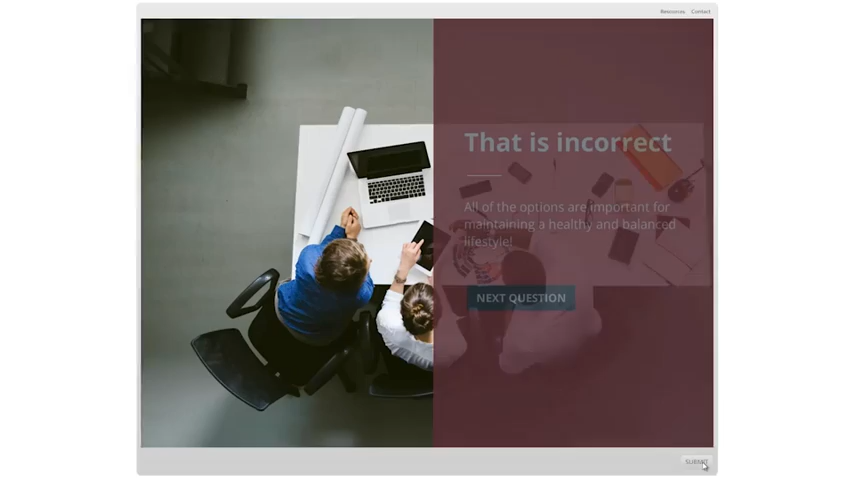 Resources Contact
That is incorrect
All of the options are important for
maintaining a healthy and balanced
lifestyle!
NEXT QUESTION
SUBMIT